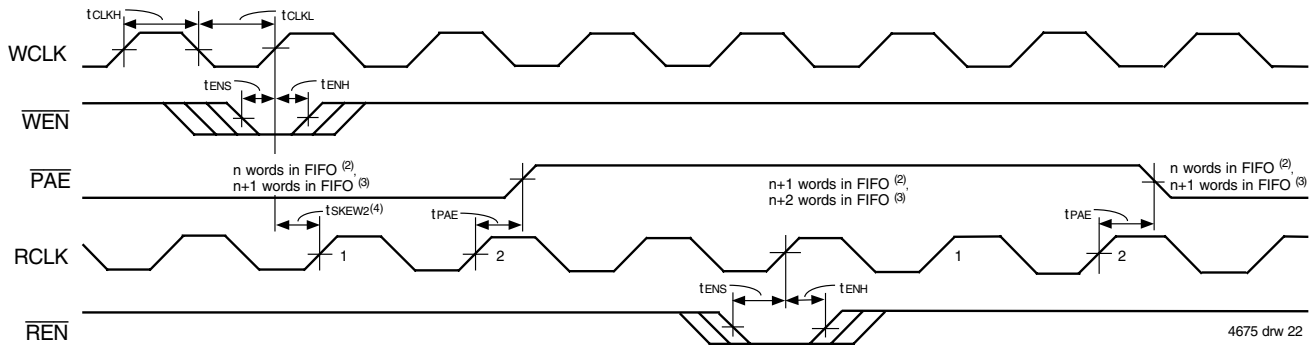 tCLKH
tCLKL
WCLK
tENS
tENH
WEN
PAE
n words in FIFO (2),
n+1 words in FIFO (3)
n+1 words in FIFO (2),
n+2 words in FIFO (3)
n words in FIFO (2),
n+1 words in FIFO (3)
tSKEW2(4)
tPAE
tPAE
RCLK
1
2
1
2
tENS
tENH
REN
4675 drw 22